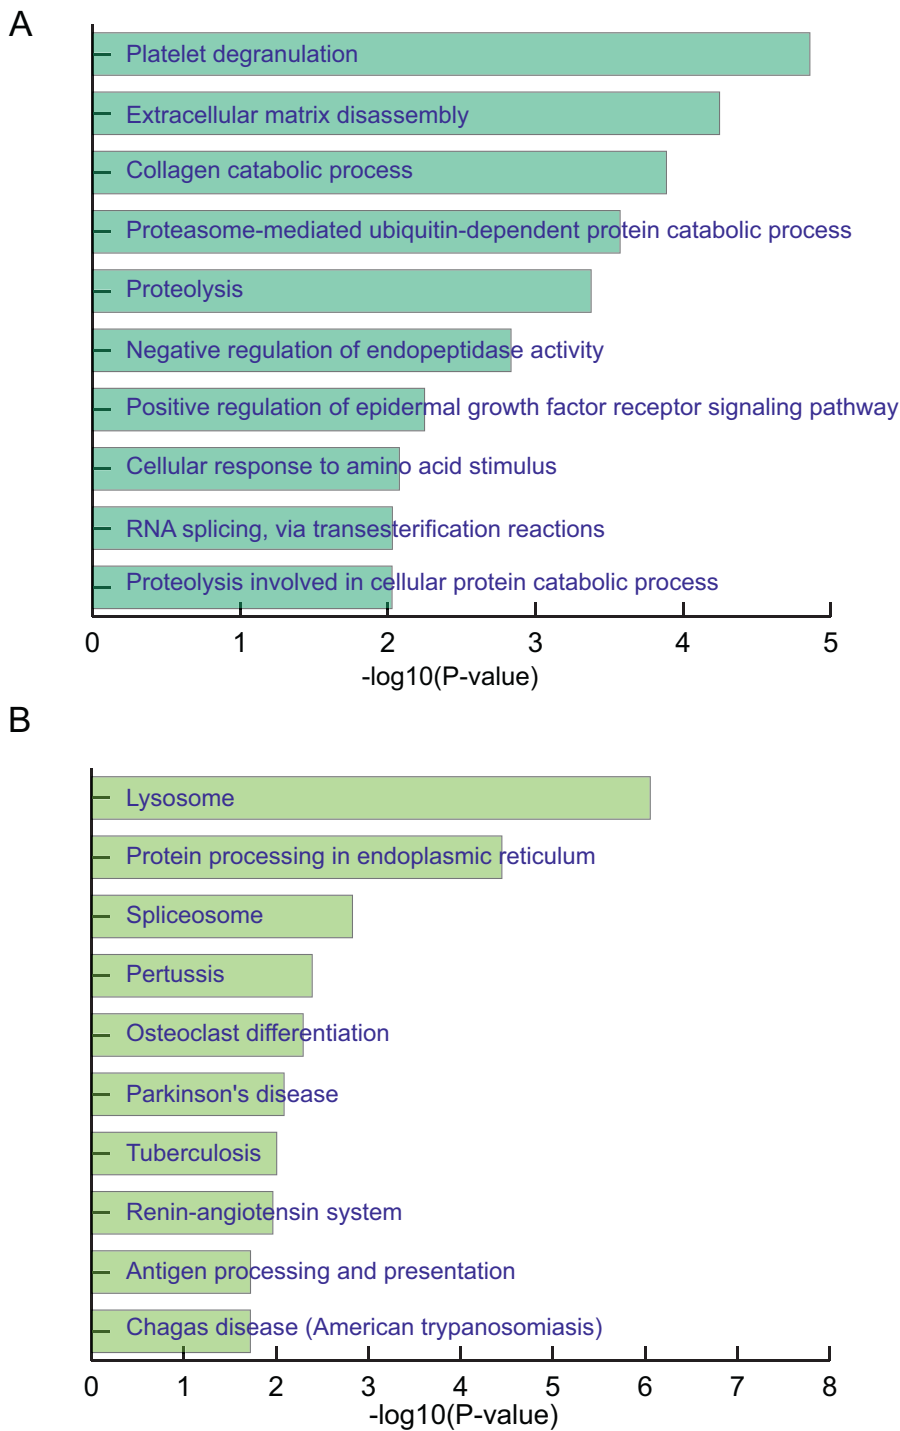 A
Platelet degranulation
Extracellular matrix disassembly
Collagen catabolic process
Proteasome-mediated ubiquitin-dependent protein catabolic process
Proteolysis
Negative regulation of endopeptidase activity
Positive regulation of epidermal growth factor receptor signaling pathway
Cellular response to amino acid stimulus
RNA splicing, via transesterification reactions
Proteolysis involved in cellular protein catabolic process
0 1 2 3 4 5
-log10(P-value)
B
Lysosome
Protein processing in endoplasmic reticulum
Spliceosome
Pertussis
Osteoclast differentiation
Parkinson's disease
Tuberculosis
Renin-angiotensin system
Antigen processing and presentation
Chagas disease (American trypanosomiasis)
0 1 2 3 4 5 6 7 8
-log10(P-value)